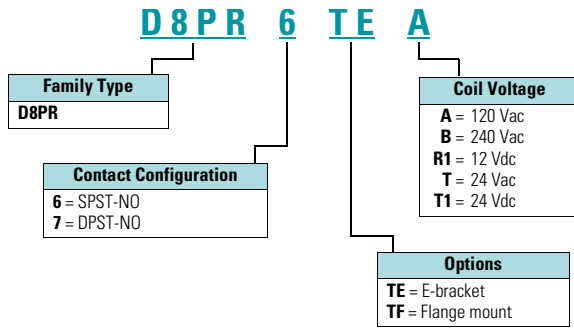 D8PR 6 TE A
Family Type
D8PR
Contact Configuration
6 = SPST-NO
7 = DPST-NO
Coil Voltage
A = 120 Vac
B = 240 Vac
R1 = 12 Vdc
T = 24 Vac
T1 = 24 Vdc
Options
TE = E-bracket
TF = Flange mount